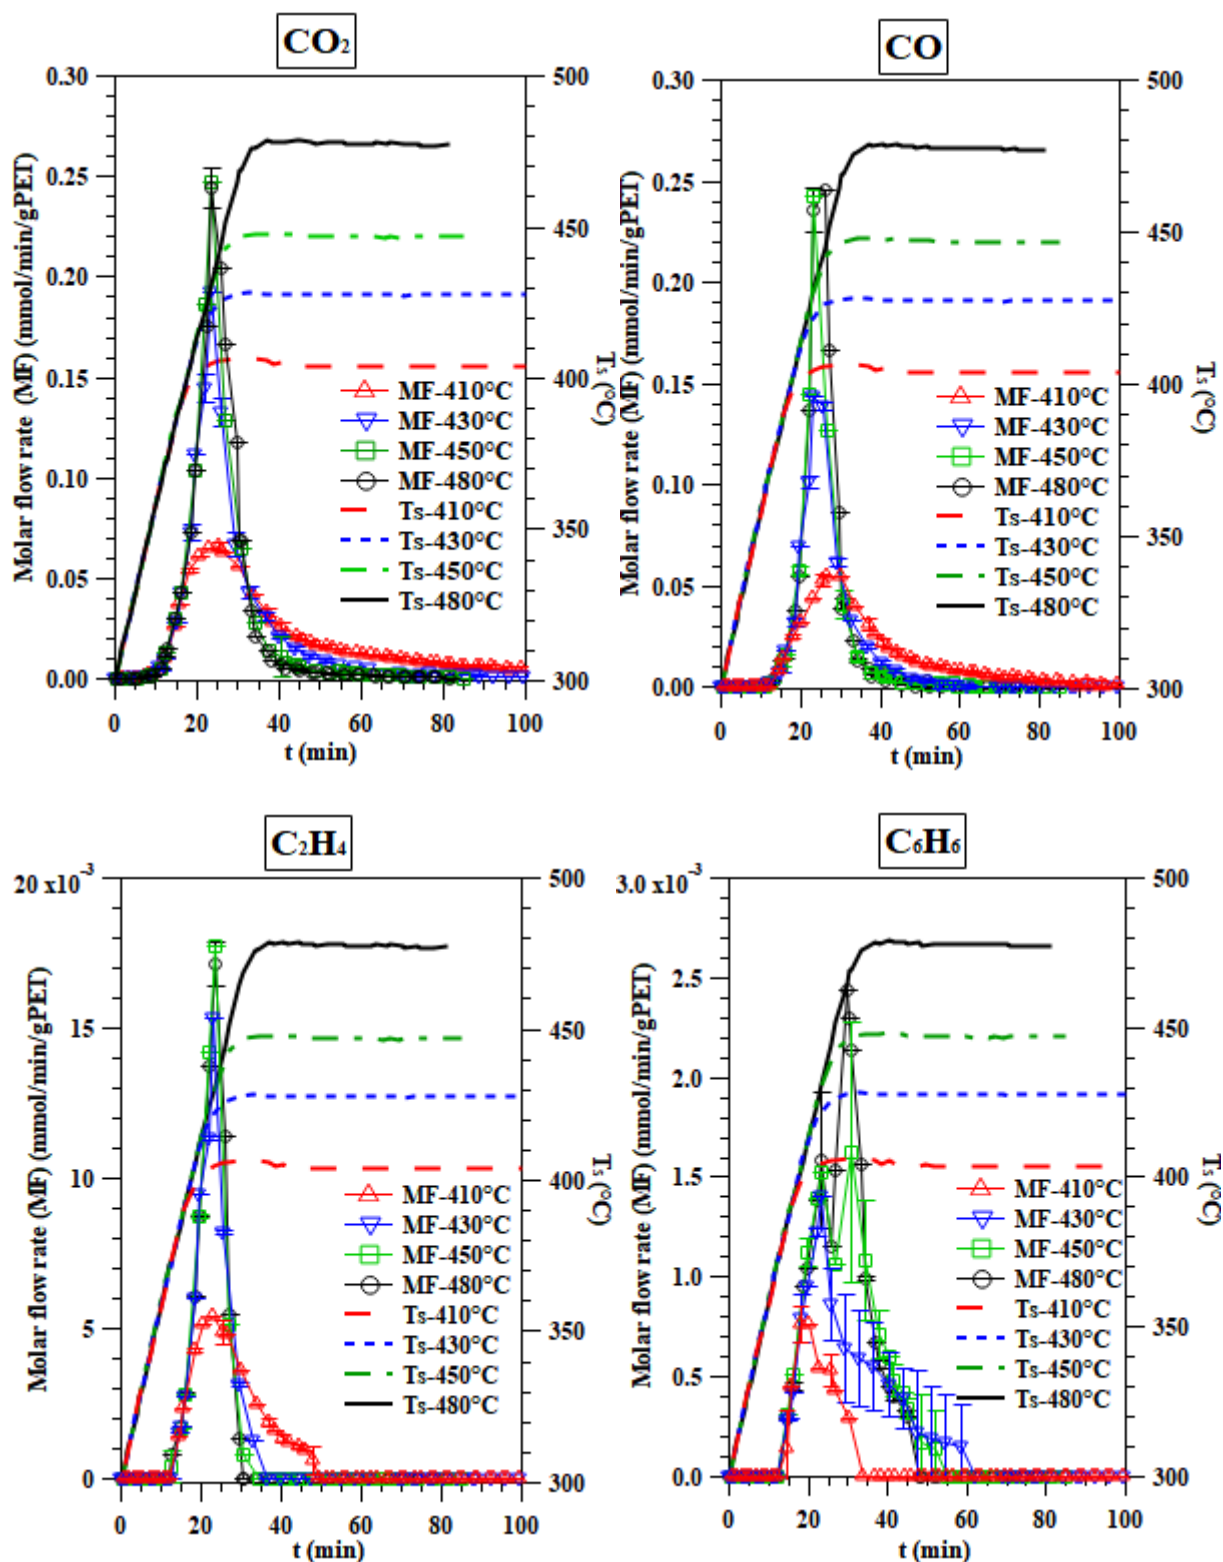 CO₂
0.30
0.25
0.20
0.15
0.10
0.05
0.00
Molar flow rate (MF) (mmol/min/gPET)
500
450
400
350
300
Ts (°C)
MF-410°C
MF-430°C
MF-450°C
MF-480°C
Ts-410°C
Ts-430°C
Ts-450°C
Ts-480°C
0 20 40 60 80 100
t (min)
CO
0.30
0.25
0.20
0.15
0.10
0.05
0.00
Molar flow rate (MF) (mmol/min/gPET)
500
450
400
350
300
Ts (°C)
MF-410°C
MF-430°C
MF-450°C
MF-480°C
Ts-410°C
Ts-430°C
Ts-450°C
Ts-480°C
0 20 40 60 80 100
t (min)
C₂H₄
20 x10⁻³
15
10
5
0
Molar flow rate (MF) (mmol/min/gPET)
500
450
400
350
300
Ts (°C)
MF-410°C
MF-430°C
MF-450°C
MF-480°C
Ts-410°C
Ts-430°C
Ts-450°C
Ts-480°C
0 20 40 60 80 100
t (min)
C₆H₆
3.0 x10⁻³
2.5
2.0
1.5
1.0
0.5
0.0
Molar flow rate (MF) (mmol/min/gPET)
500
450
400
350
300
Ts (°C)
MF-410°C
MF-430°C
MF-450°C
MF-480°C
Ts-410°C
Ts-430°C
Ts-450°C
Ts-480°C
0 20 40 60 80 100
t (min)